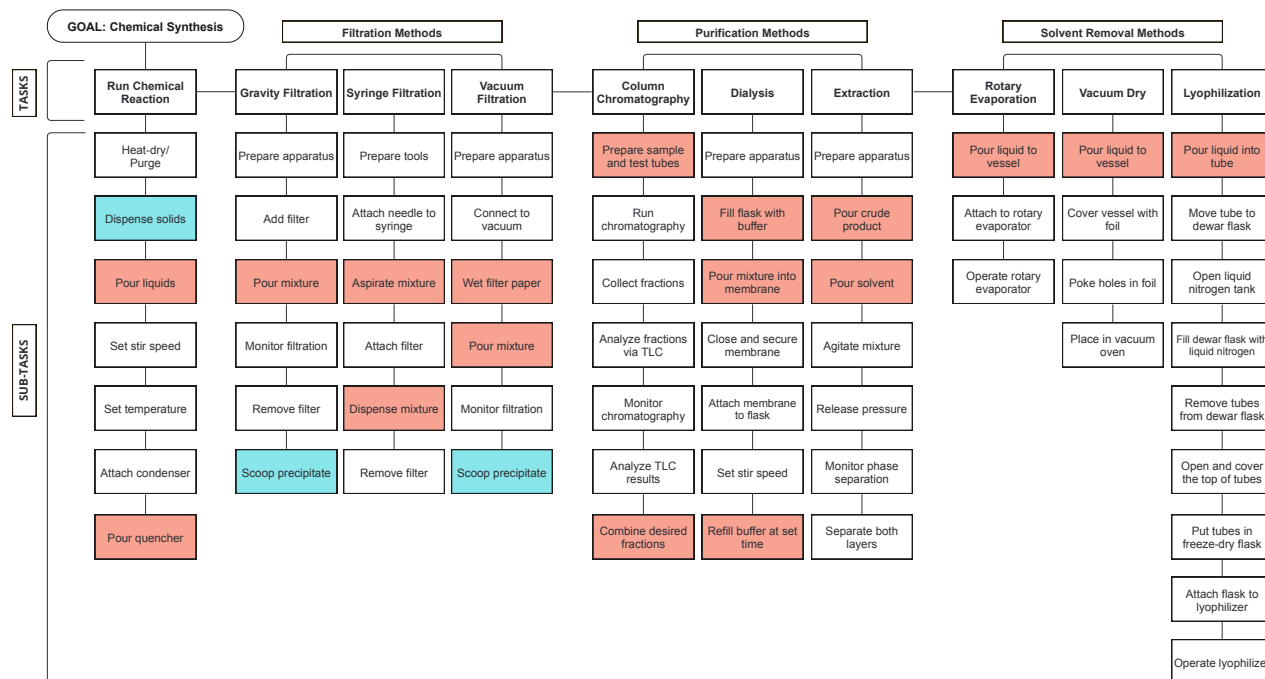 GOAL: Chemical Synthesis
Filtration Methods
Purification Methods
Solvent Removal Methods
TASKS
Run Chemical
Reaction
Gravity Filtration
Syringe Filtration
Vacuum
Filtration
Column
Chromatography
Dialysis
Extraction
Rotary
Evaporation
Vacuum Dry
Lyophilization
SUB-TASKS
Heat-dry/
Purge
Dispense solids
Pour liquids
Set stir speed
Set temperature
Attach condenser
Pour quencher
Prepare apparatus
Add filter
Pour mixture
Monitor filtration
Remove filter
Scoop precipitate
Prepare tools
Attach needle to
syringe
Aspirate mixture
Attach filter
Dispense mixture
Remove filter
Prepare apparatus
Connect to
vacuum
Wet filter paper
Pour mixture
Monitor filtration
Scoop precipitate
Prepare sample
and test tubes
Run
chromatography
Collect fractions
Analyze fractions
via TLC
Monitor
chromatography
Analyze TLC
results
Combine desired
fractions
Prepare apparatus
Fill flask with
buffer
Pour mixture into
membrane
Close and secure
membrane
Attach membrane
to flask
Set stir speed
Refill buffer at set
time
Prepare apparatus
Pour crude
product
Pour solvent
Agitate mixture
Release pressure
Monitor phase
separation
Separate both
layers
Pour liquid to
vessel
Attach to rotary
evaporator
Operate rotary
evaporator
Pour liquid to
vessel
Cover vessel with
foil
Poke holes in foil
Place in vacuum
oven
Pour liquid into
tube
Move tube to
dewar flask
Open liquid
nitrogen tank
Fill dewar flask with
liquid nitrogen
Remove tubes
from dewar flask
Open and cover
the top of tubes
Put tubes in
freeze-dry flask
Attach flask to
lyophilizer
Operate lyophilize